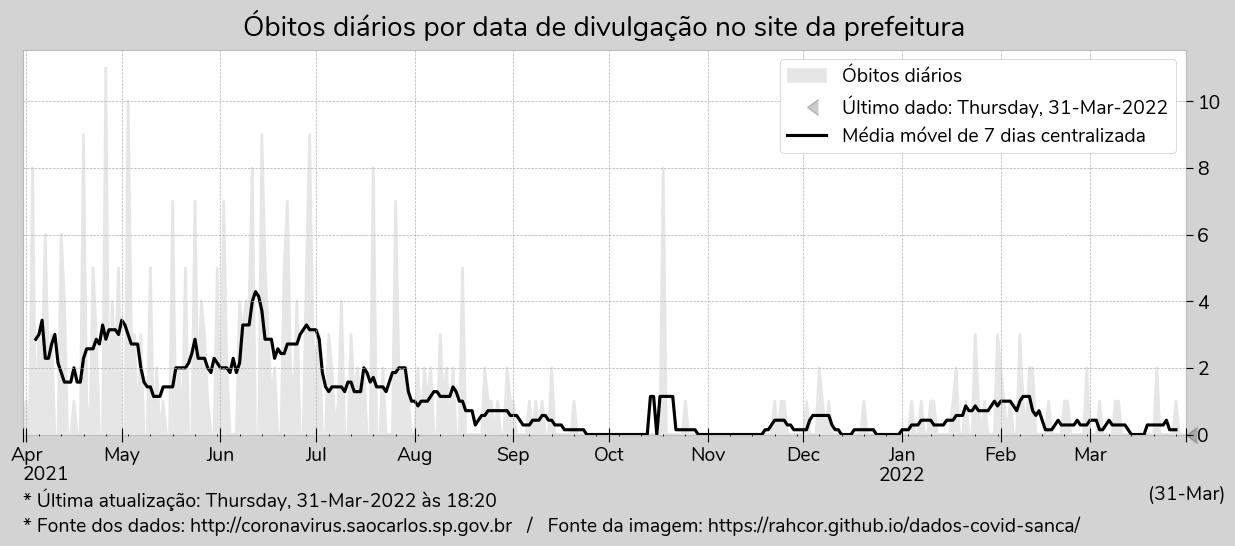 Óbitos diários por data de divulgação no site da prefeitura
Óbitos diários
Último dado: Thursday, 31-Mar-2022
Média móvel de 7 dias centralizada
10
8
6
4
2
0
Apr May Jun Jul Aug Sep Oct Nov Dec Jan Feb Mar
2021 2022
(31-Mar)
* Última atualização: Thursday, 31-Mar-2022 às 18:20
* Fonte dos dados: http://coronavirus.saocarlos.sp.gov.br / Fonte da imagem: https://rahcor.github.io/dados-covid-sanca/